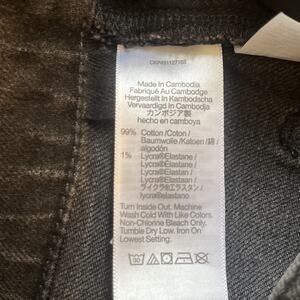 Made In Cambodia
Fabriqué Au Cambodge
Hergestellt In Kambodscha
Vervaardigd In Cambodja
カンボジア製
hecho en camboya
99% Cotton /Coton /
Baumwolle /Katoen /綿 /
algodón
1% Lycra®Elastane /
Lycra®Elastane /
Lycra®Elastan /
Lycra®Elastaan /
ライクラ®エラスタン /
Lycra®Elastano
Turn Inside Out. Machine
Wash Cold With Like Colors.
Non-Chlorine Bleach Only.
Tumble Dry Low. Iron On
Lowest Setting.
30